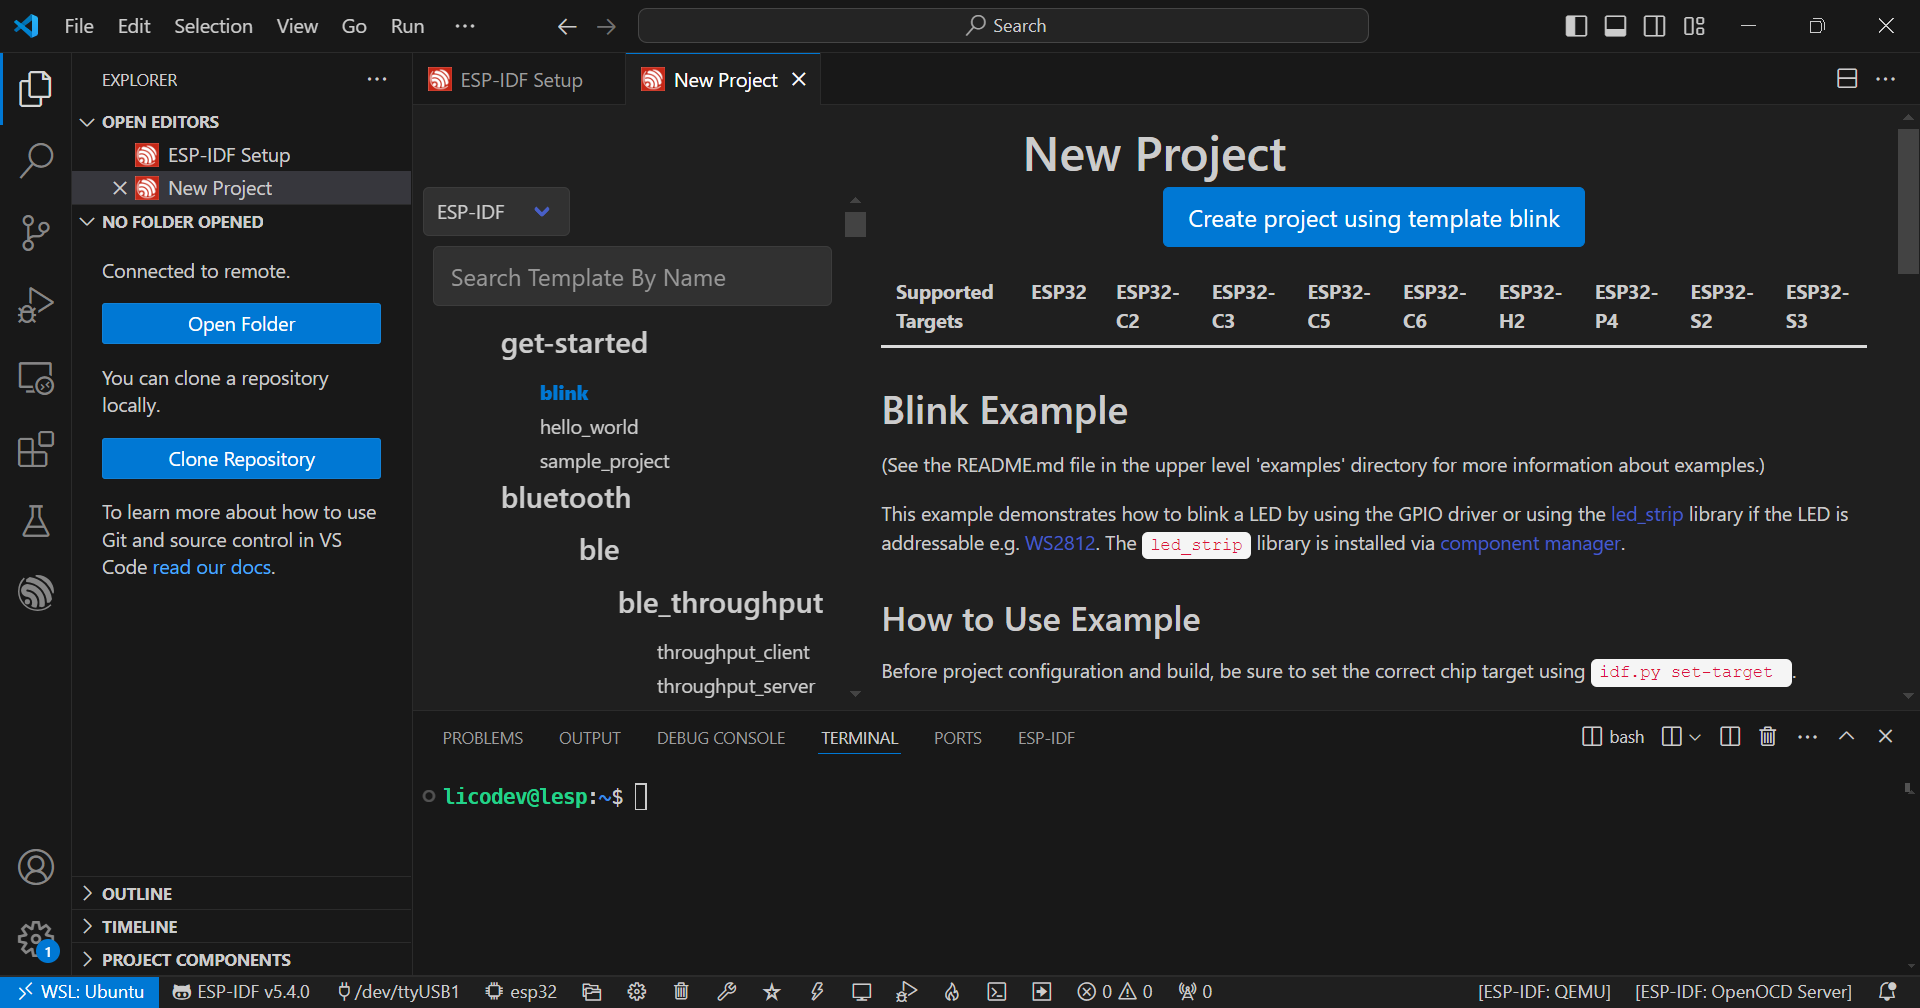 File Edit Selection View Go Run ···
Search
EXPLORER
OPEN EDITORS
ESP-IDF Setup
New Project
NO FOLDER OPENED
Connected to remote.
Open Folder
You can clone a repository
locally.
Clone Repository
To learn more about how to use
Git and source control in VS
Code read our docs.
OUTLINE
TIMELINE
PROJECT COMPONENTS
1
ESP-IDF Setup
New Project
ESP-IDF
Search Template By Name
get-started
blink
hello_world
sample_project
bluetooth
ble
ble_throughput
throughput_client
throughput_server
New Project
Create project using template blink
Supported Targets ESP32 ESP32-C2 ESP32-C3 ESP32-C5 ESP32-C6 ESP32-H2 ESP32-P4 ESP32-S2 ESP32-S3
Blink Example
(See the README.md file in the upper level 'examples' directory for more information about examples.)
This example demonstrates how to blink a LED by using the GPIO driver or using the led_strip library if the LED is
addressable e.g. WS2812. The led_strip library is installed via component manager.
How to Use Example
Before project configuration and build, be sure to set the correct chip target using idf.py set-target .
PROBLEMS OUTPUT DEBUG CONSOLE TERMINAL PORTS ESP-IDF
bash
licodev@lesp:~$
WSL: Ubuntu ESP-IDF v5.4.0 /dev/ttyUSB1 esp32 0 0 0 [ESP-IDF: QEMU] [ESP-IDF: OpenOCD Server]